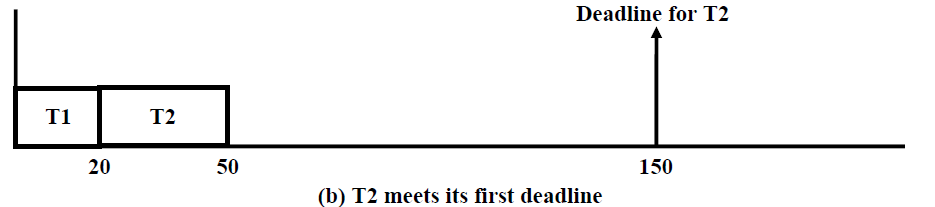 Deadline for T2
T1 T2
20 50 150
(b) T2 meets its first deadline